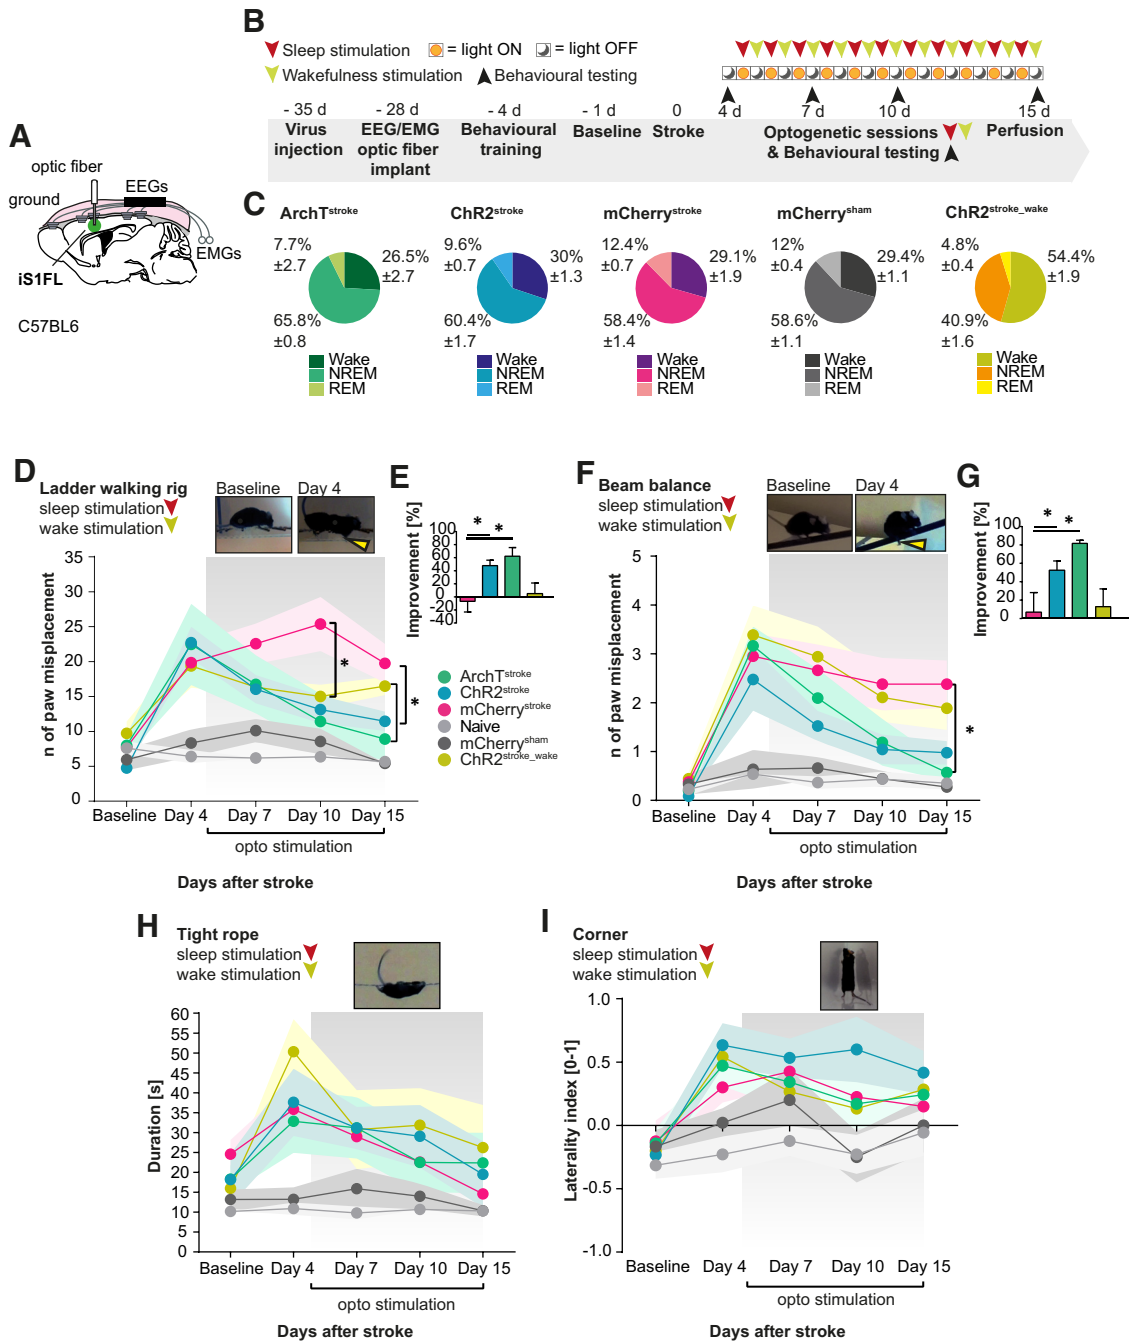 A
optic fiber
ground
EEGs
EMGs
iS1FL
C57BL6
B
Sleep stimulation
= light ON
= light OFF
Wakefulness stimulation
Behavioural testing
- 35 d
- 28 d
- 4 d
- 1 d
0
4 d
7 d
10 d
15 d
Virus
injection
EEG/EMG
optic fiber
implant
Behavioural
training
Baseline
Stroke
Optogenetic sessions
& Behavioural testing
Perfusion
C
ArchTstroke
7.7%
±2.7
26.5%
±2.7
65.8%
±0.8
Wake
NREM
REM
ChR2stroke
9.6%
±0.7
30%
±1.3
60.4%
±1.7
Wake
NREM
REM
mCherrystroke
12.4%
±0.7
29.1%
±1.9
58.4%
±1.4
Wake
NREM
REM
mCherrysham
12%
±0.4
29.4%
±1.1
58.6%
±1.1
Wake
NREM
REM
ChR2stroke_wake
4.8%
±0.4
54.4%
±1.9
40.9%
±1.6
Wake
NREM
REM
D
Ladder walking rig
sleep stimulation
wake stimulation
Baseline
Day 4
n of paw misplacement
35
30
25
20
15
10
5
0
*
*
Baseline
Day 4
Day 7
Day 10
Day 15
opto stimulation
Days after stroke
E
Improvement [%]
100
80
60
40
20
0
-20
-40
*
*
ArchTstroke
ChR2stroke
mCherrystroke
Naive
mCherrysham
ChR2stroke_wake
F
Beam balance
sleep stimulation
wake stimulation
Baseline
Day 4
n of paw misplacement
5
4
3
2
1
0
*
Baseline
Day 4
Day 7
Day 10
Day 15
opto stimulation
Days after stroke
G
Improvement [%]
100
80
60
40
20
0
*
*
H
Tight rope
sleep stimulation
wake stimulation
Duration [s]
60
55
50
45
40
35
30
25
20
15
10
5
0
Baseline
Day 4
Day 7
Day 10
Day 15
opto stimulation
Days after stroke
I
Corner
sleep stimulation
wake stimulation
Laterality index [0-1]
1.0
0.5
0.0
-0.5
-1.0
Baseline
Day 4
Day 7
Day 10
Day 15
opto stimulation
Days after stroke